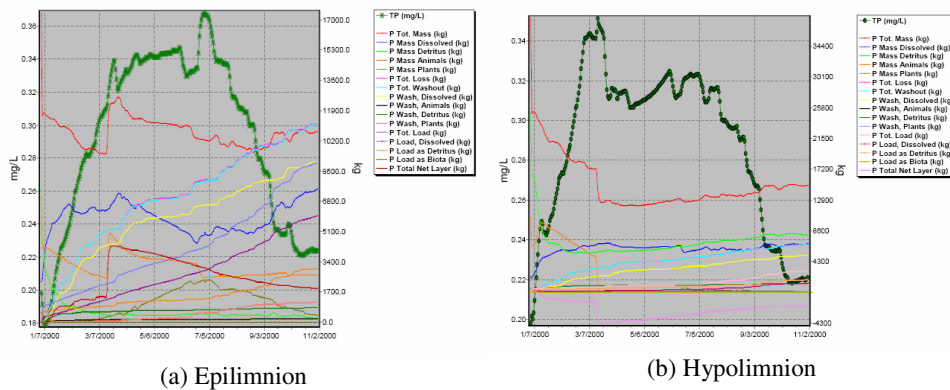 0.36
0.34
0.32
0.30
0.28
0.26
0.24
0.22
0.20
0.18
mg/L
17000.0
15300.0
13600.0
11900.0
10200.0
8500.0
6800.0
5100.0
3400.0
1700.0
0.0
kg
1/7/2000 3/7/2000 5/6/2000 7/5/2000 9/3/2000 11/2/2000
TP (mg/L)
P Tot. Mass (kg)
P Mass Dissolved (kg)
P Mass Detritus (kg)
P Mass Animals (kg)
P Mass Plants (kg)
P Tot. Loss (kg)
P Tot. Washout (kg)
P Wash, Dissolved (kg)
P Wash, Animals (kg)
P Wash, Detritus (kg)
P Wash, Plants (kg)
P Tot. Load (kg)
P Load, Dissolved (kg)
P Load as Detritus (kg)
P Load as Biota (kg)
P Total Net Layer (kg)
(a) Epilimnion
0.34
0.32
0.30
0.28
0.26
0.24
0.22
0.20
mg/L
34400
30100
25800
21500
17200
12900
8600
4300
0
-4300
kg
1/7/2000 3/7/2000 5/6/2000 7/5/2000 9/3/2000 11/2/2000
TP (mg/L)
P Tot. Mass (kg)
P Mass Dissolved (kg)
P Mass Detritus (kg)
P Mass Animals (kg)
P Mass Plants (kg)
P Tot. Loss (kg)
P Tot. Washout (kg)
P Wash, Dissolved (kg)
P Wash, Animals (kg)
P Wash, Detritus (kg)
P Wash, Plants (kg)
P Tot. Load (kg)
P Load, Dissolved (kg)
P Load as Detritus (kg)
P Load as Biota (kg)
P Total Net Layer (kg)
(b) Hypolimnion